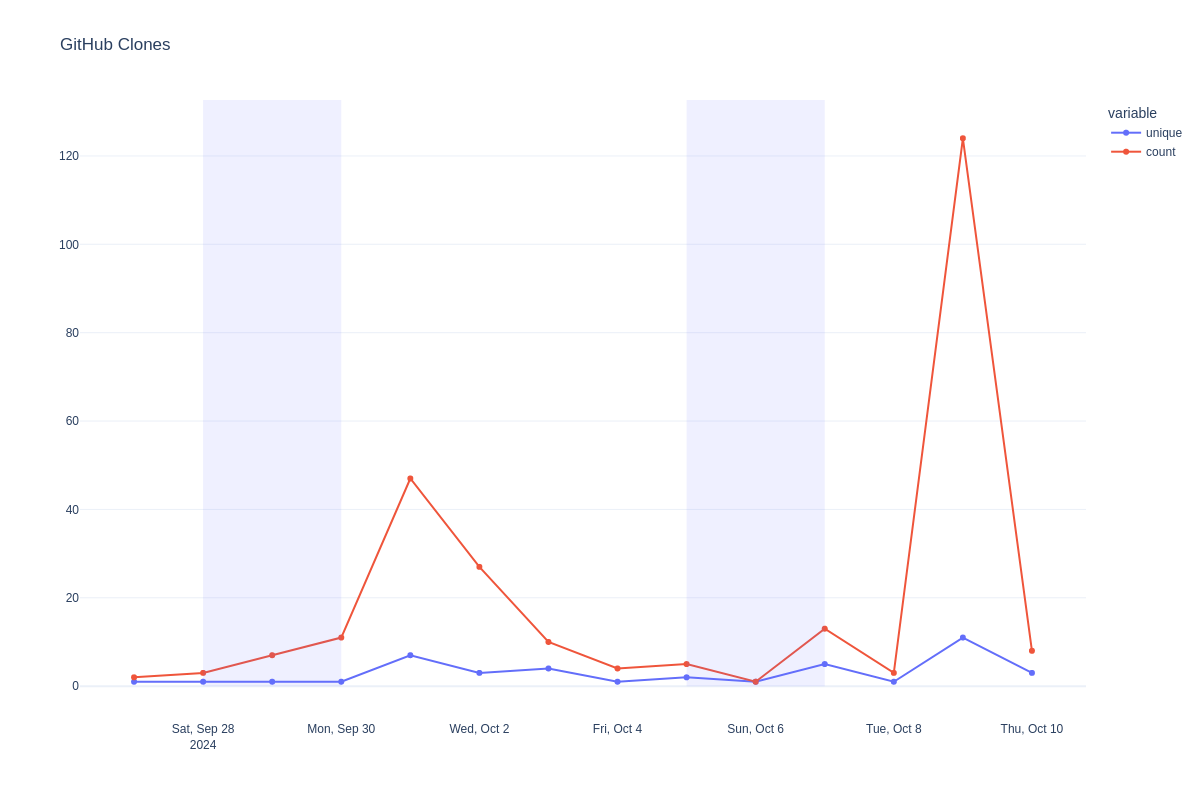 GitHub Clones
variable
unique
count
120
100
80
60
40
20
0
Sat, Sep 28
2024
Mon, Sep 30
Wed, Oct 2
Fri, Oct 4
Sun, Oct 6
Tue, Oct 8
Thu, Oct 10